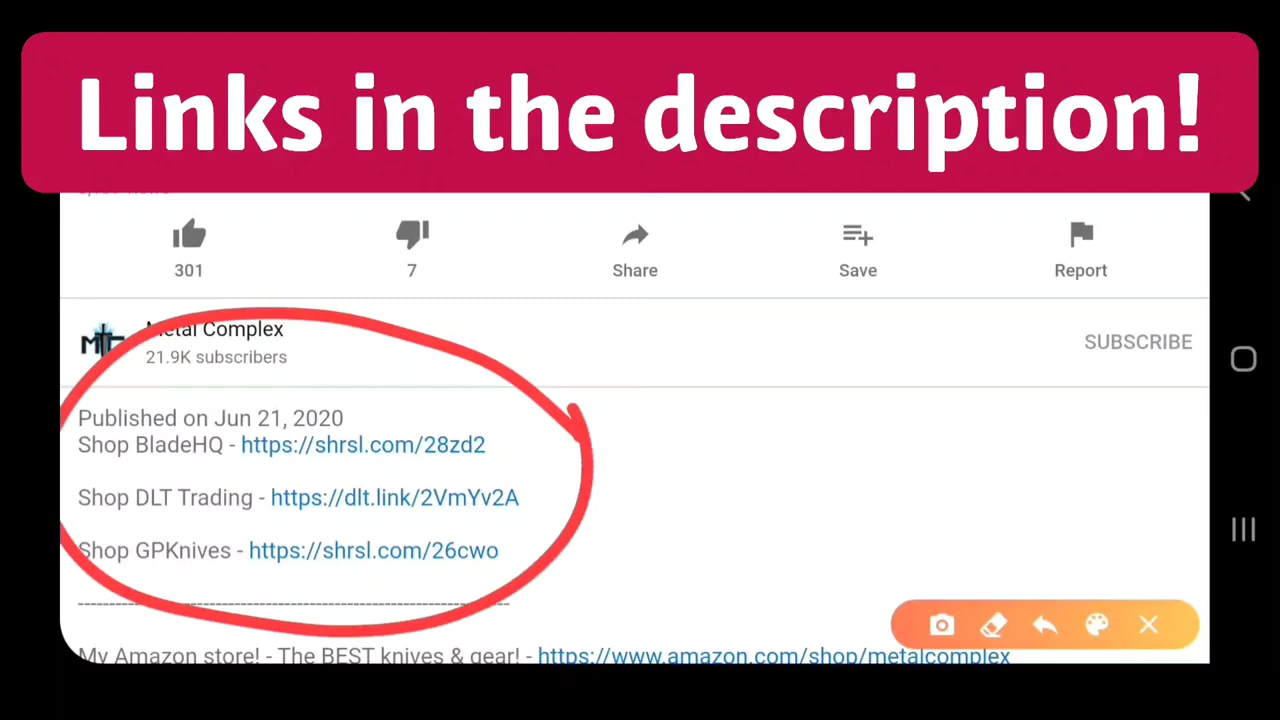 Links in the description!
301
7
Share
Save
Report
Metal Complex
21.9K subscribers
SUBSCRIBE
Published on Jun 21, 2020
Shop BladeHQ - https://shrsl.com/28zd2
Shop DLT Trading - https://dlt.link/2VmYv2A
Shop GPKnives - https://shrsl.com/26cwo
My Amazon store! - The BEST knives & gear! - https://www.amazon.com/shop/metalcomplex